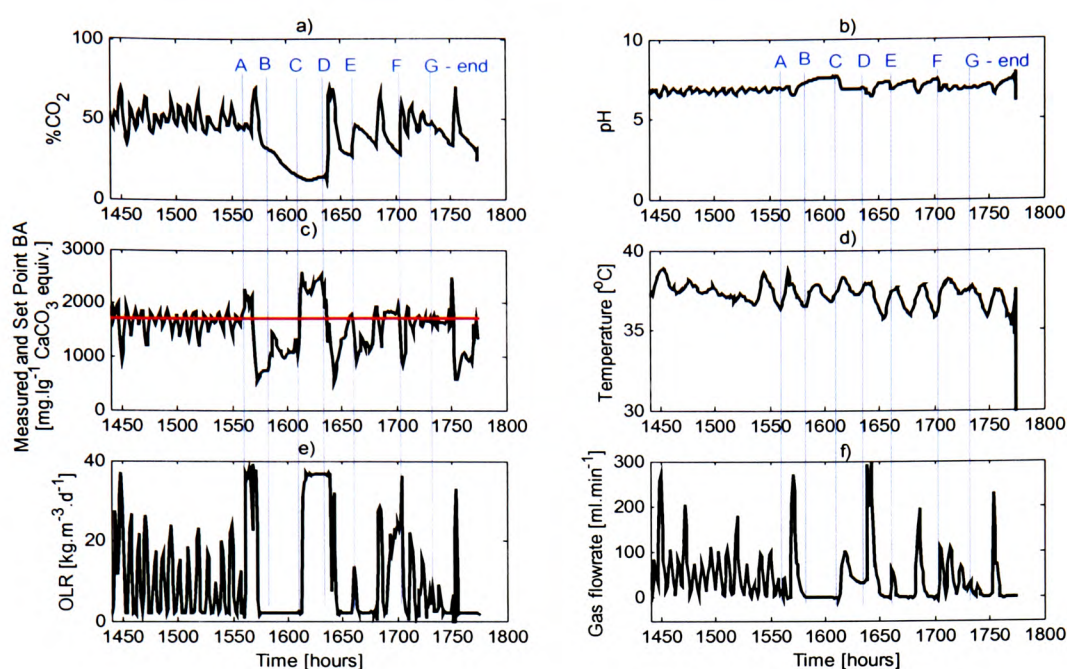 a)
100
50
0
%CO2
A B C D E F G - end
1450 1500 1550 1600 1650 1700 1750 1800
b)
10
5
0
pH
A B C D E F G - end
1450 1500 1550 1600 1650 1700 1750 1800
c)
3000
2000
1000
0
Measured and Set Point BA
[mg.lg-1 CaCO3 equiv.]
1450 1500 1550 1600 1650 1700 1750 1800
d)
40
35
30
Temperature [oC]
1450 1500 1550 1600 1650 1700 1750 1800
e)
40
20
0
OLR [kg.m-3.d-1]
1450 1500 1550 1600 1650 1700 1750 1800
Time [hours]
f)
300
200
100
0
Gas flowrate [ml.min-1]
1450 1500 1550 1600 1650 1700 1750 1800
Time [hours]